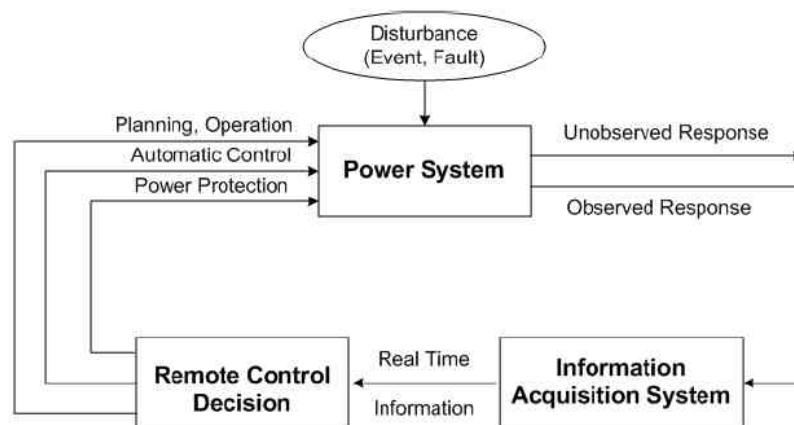 Disturbance
(Event, Fault)
Planning, Operation
Automatic Control
Power Protection
Power System
Unobserved Response
Observed Response
Remote Control
Decision
Real Time
Information
Information
Acquisition System